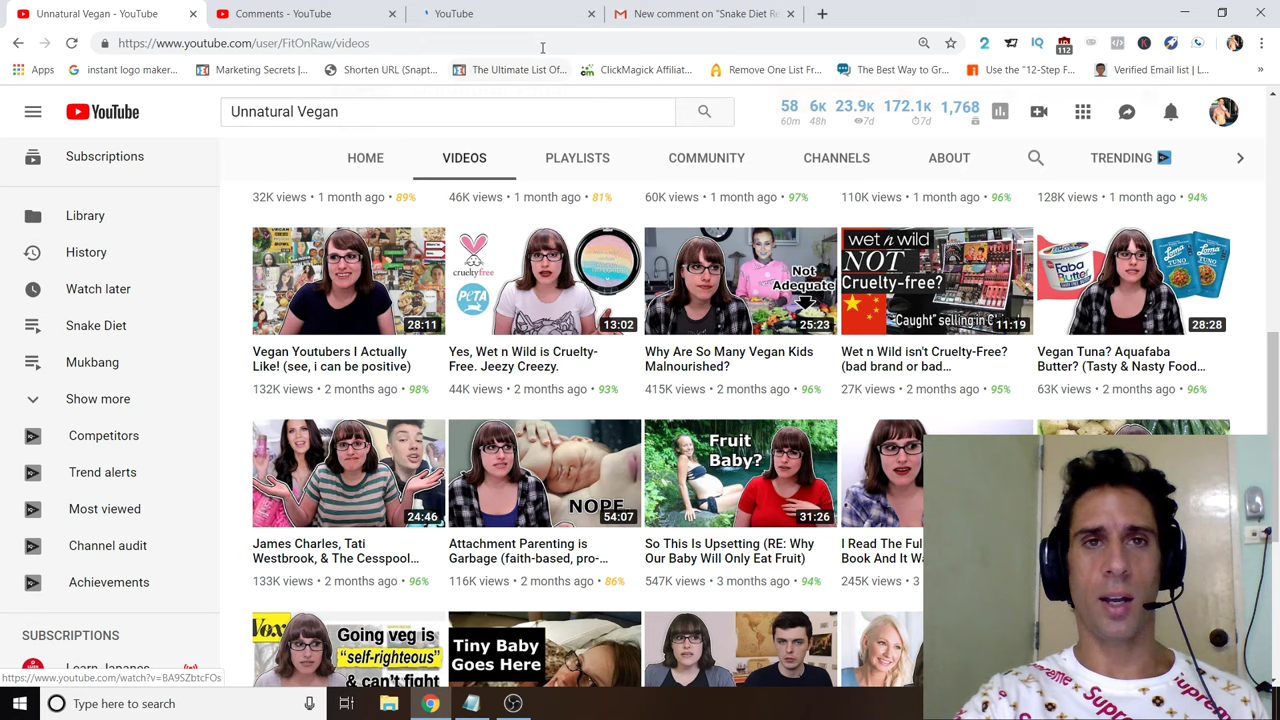 Unnatural Vegan - YouTube
Comments - YouTube
YouTube
New comment on "Snake Diet Re
https://www.youtube.com/user/FitOnRaw/videos
112
Apps
instant logo maker...
Marketing Secrets |...
Shorten URL (Snapt...
The Ultimate List Of...
ClickMagick Affiliat...
Remove One List Fr...
The Best Way to Gr...
Use the "12-Step F...
Verified Email list | L...
YouTube
Unnatural Vegan
58 6K 23.9K 172.1K 1,768
60m 48h 7d 7d
Subscriptions
HOME
VIDEOS
PLAYLISTS
COMMUNITY
CHANNELS
ABOUT
TRENDING
Library
History
Watch later
Snake Diet
Mukbang
Show more
Competitors
Trend alerts
Most viewed
Channel audit
Achievements
SUBSCRIPTIONS
Learn Japanes
32K views • 1 month ago • 89%
46K views • 1 month ago • 81%
60K views • 1 month ago • 97%
110K views • 1 month ago • 96%
128K views • 1 month ago • 94%
28:11
Vegan Youtubers I Actually
Like! (see, i can be positive)
132K views • 2 months ago • 98%
crueltyfree
PETA
13:02
Yes, Wet n Wild is Cruelty-
Free. Jeezy Creezy.
44K views • 2 months ago • 93%
Not
Adequate
25:23
Why Are So Many Vegan Kids
Malnourished?
415K views • 2 months ago • 96%
wet n wild
NOT
Cruelty-free?
"Caught" selling in C
11:19
Wet n Wild isn't Cruelty-Free?
(bad brand or bad...
27K views • 2 months ago • 95%
Faba
Butter
TUNO
TUNO
28:28
Vegan Tuna? Aquafaba
Butter? (Tasty & Nasty Food...
63K views • 2 months ago • 96%
24:46
James Charles, Tati
Westbrook, & The Cesspool...
133K views • 2 months ago • 96%
NOPE
54:07
Attachment Parenting is
Garbage (faith-based, pro-...
116K views • 2 months ago • 86%
Fruit
Baby?
31:26
So This Is Upsetting (RE: Why
Our Baby Will Only Eat Fruit)
547K views • 3 months ago • 94%
I Read The Ful
Book And It W
245K views • 3
Vox
Going veg is
"self-righteous"
& can't fight
Tiny Baby
Goes Here
https://www.youtube.com/watch?v=BA9SZbtcFOs
Type here to search